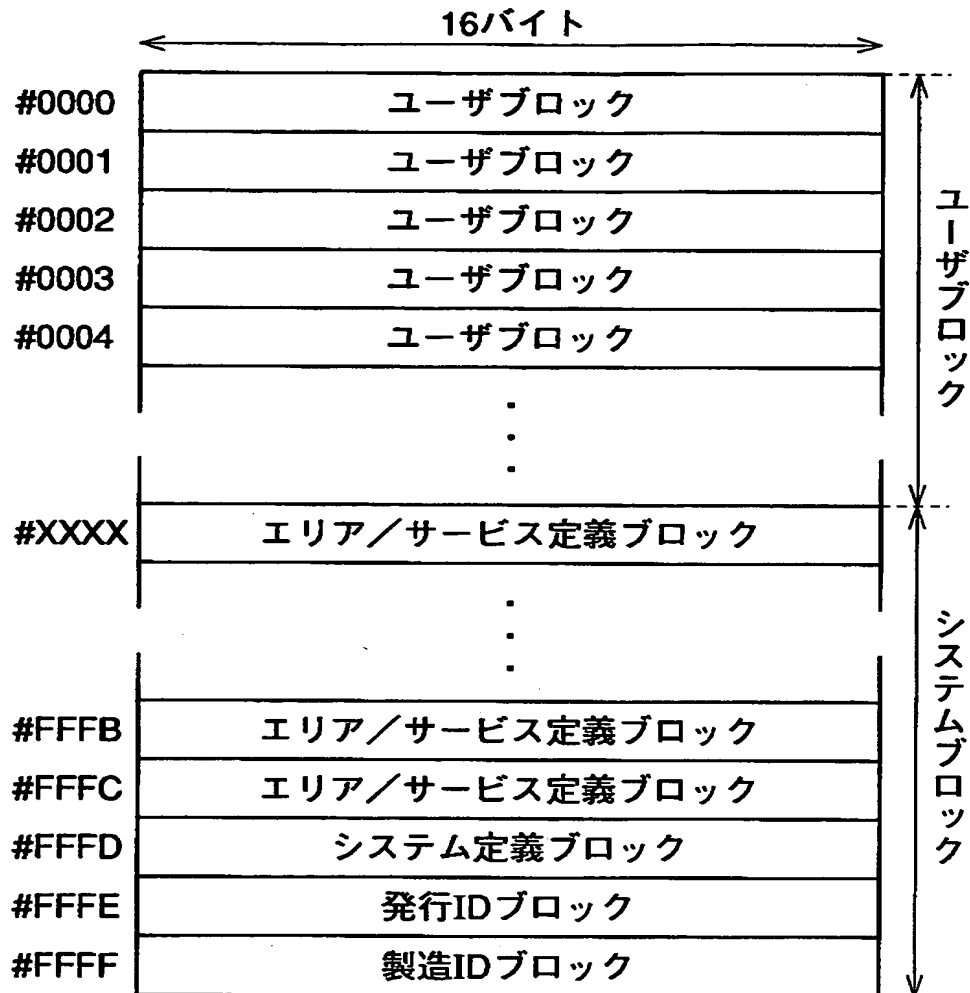 16バイト
#0000 ユーザブロック
#0001 ユーザブロック
#0002 ユーザブロック
#0003 ユーザブロック
#0004 ユーザブロック
ユーザブロック
#XXXX エリア／サービス定義ブロック
#FFFB エリア／サービス定義ブロック
#FFFC エリア／サービス定義ブロック
#FFFD システム定義ブロック
#FFFE 発行IDブロック
#FFFF 製造IDブロック
システムブロック